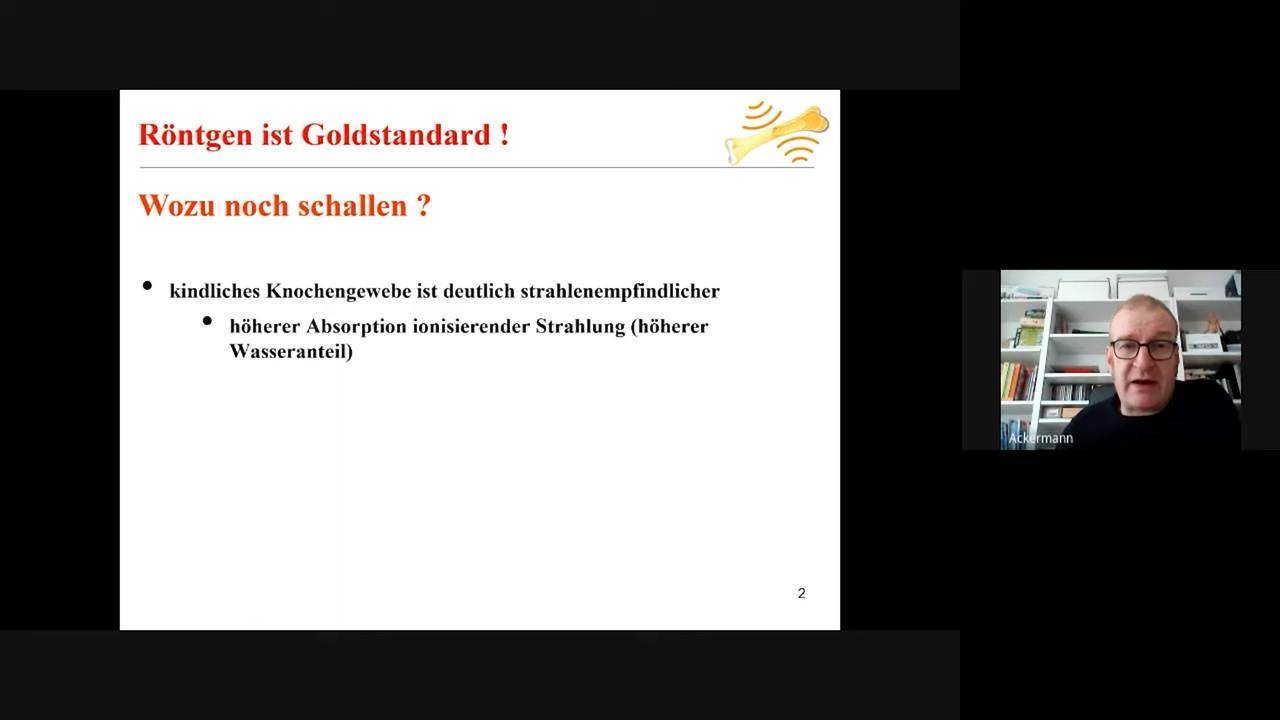 Röntgen ist Goldstandard !
Wozu noch schallen ?
• kindliches Knochengewebe ist deutlich strahlenempfindlicher
• höherer Absorption ionisierender Strahlung (höherer
Wasseranteil)
2
Ackermann